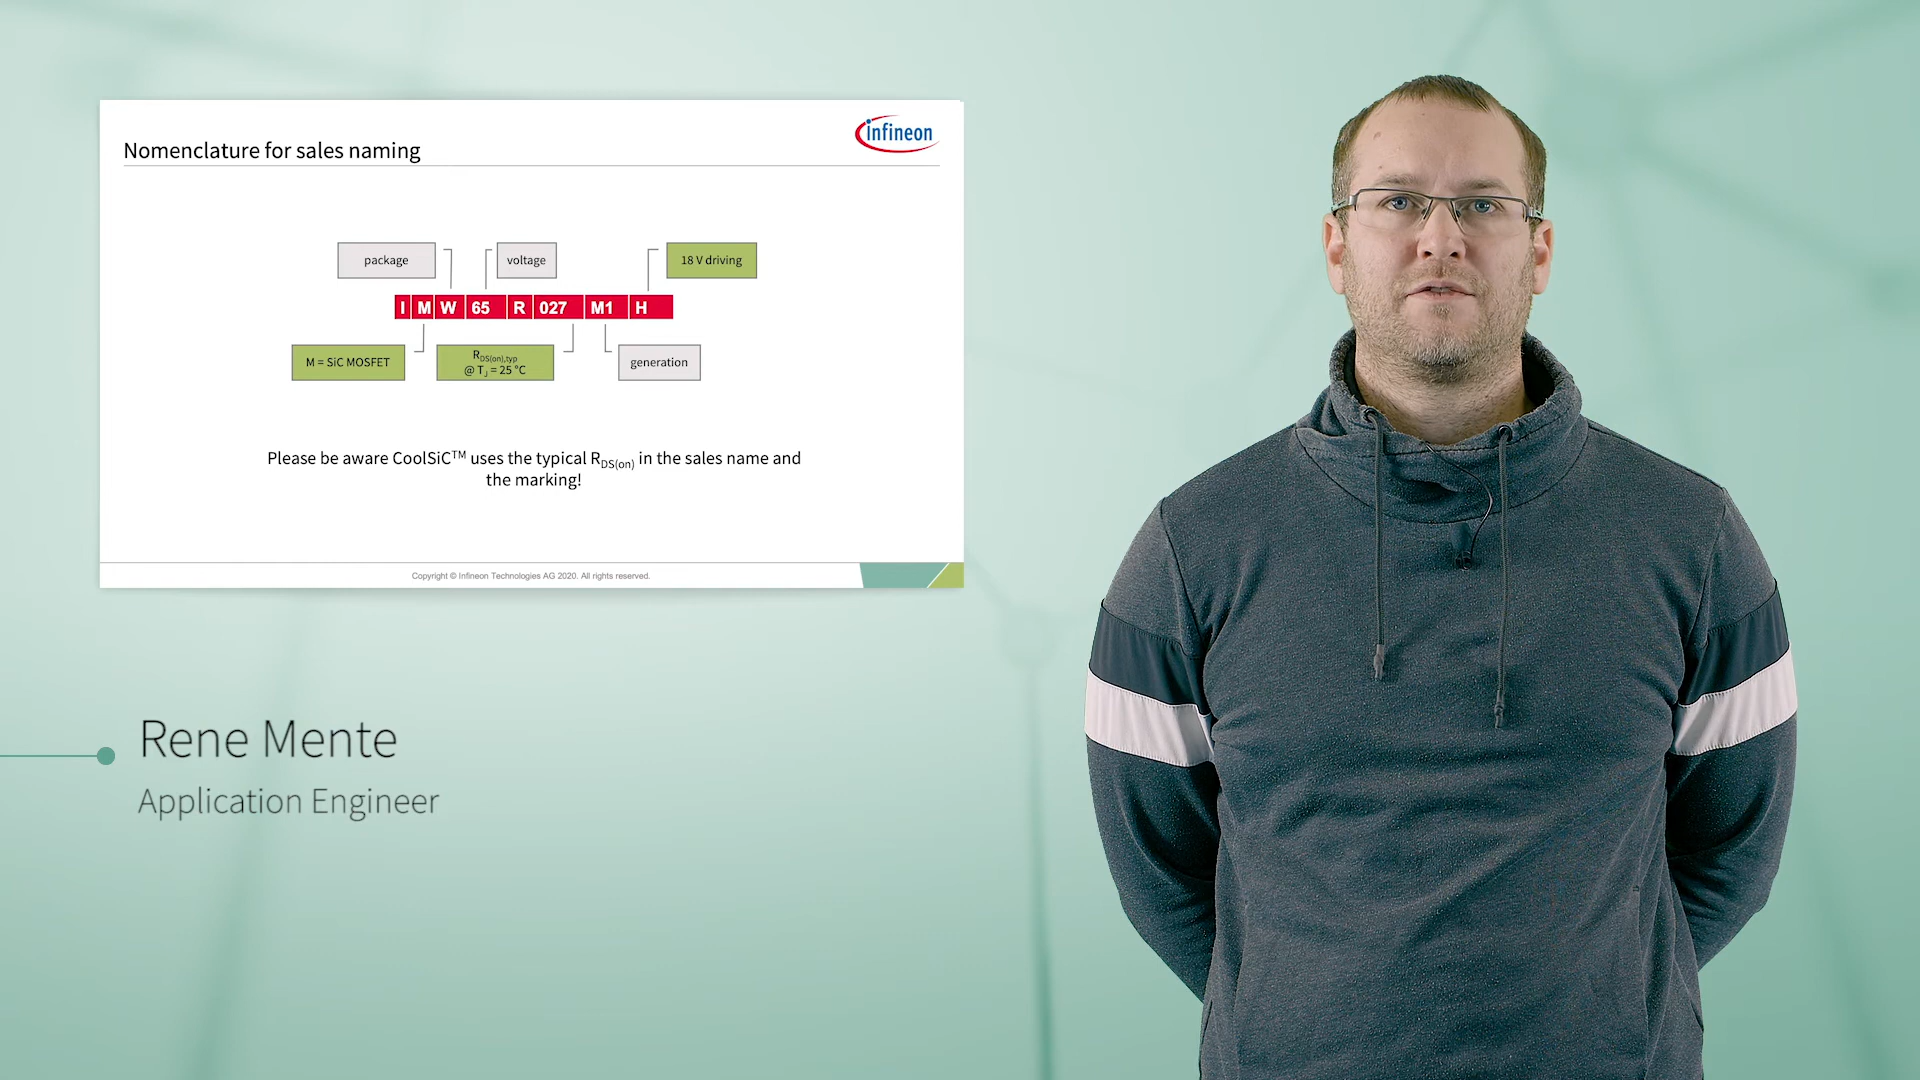 infineon
Nomenclature for sales naming
package
voltage
18 V driving
I M W 65 R 027 M1 H
M = SiC MOSFET
RDS(on),typ
@ TJ = 25 °C
generation
Please be aware CoolSiC™ uses the typical RDS(on) in the sales name and
the marking!
Copyright © Infineon Technologies AG 2020. All rights reserved.
Rene Mente
Application Engineer